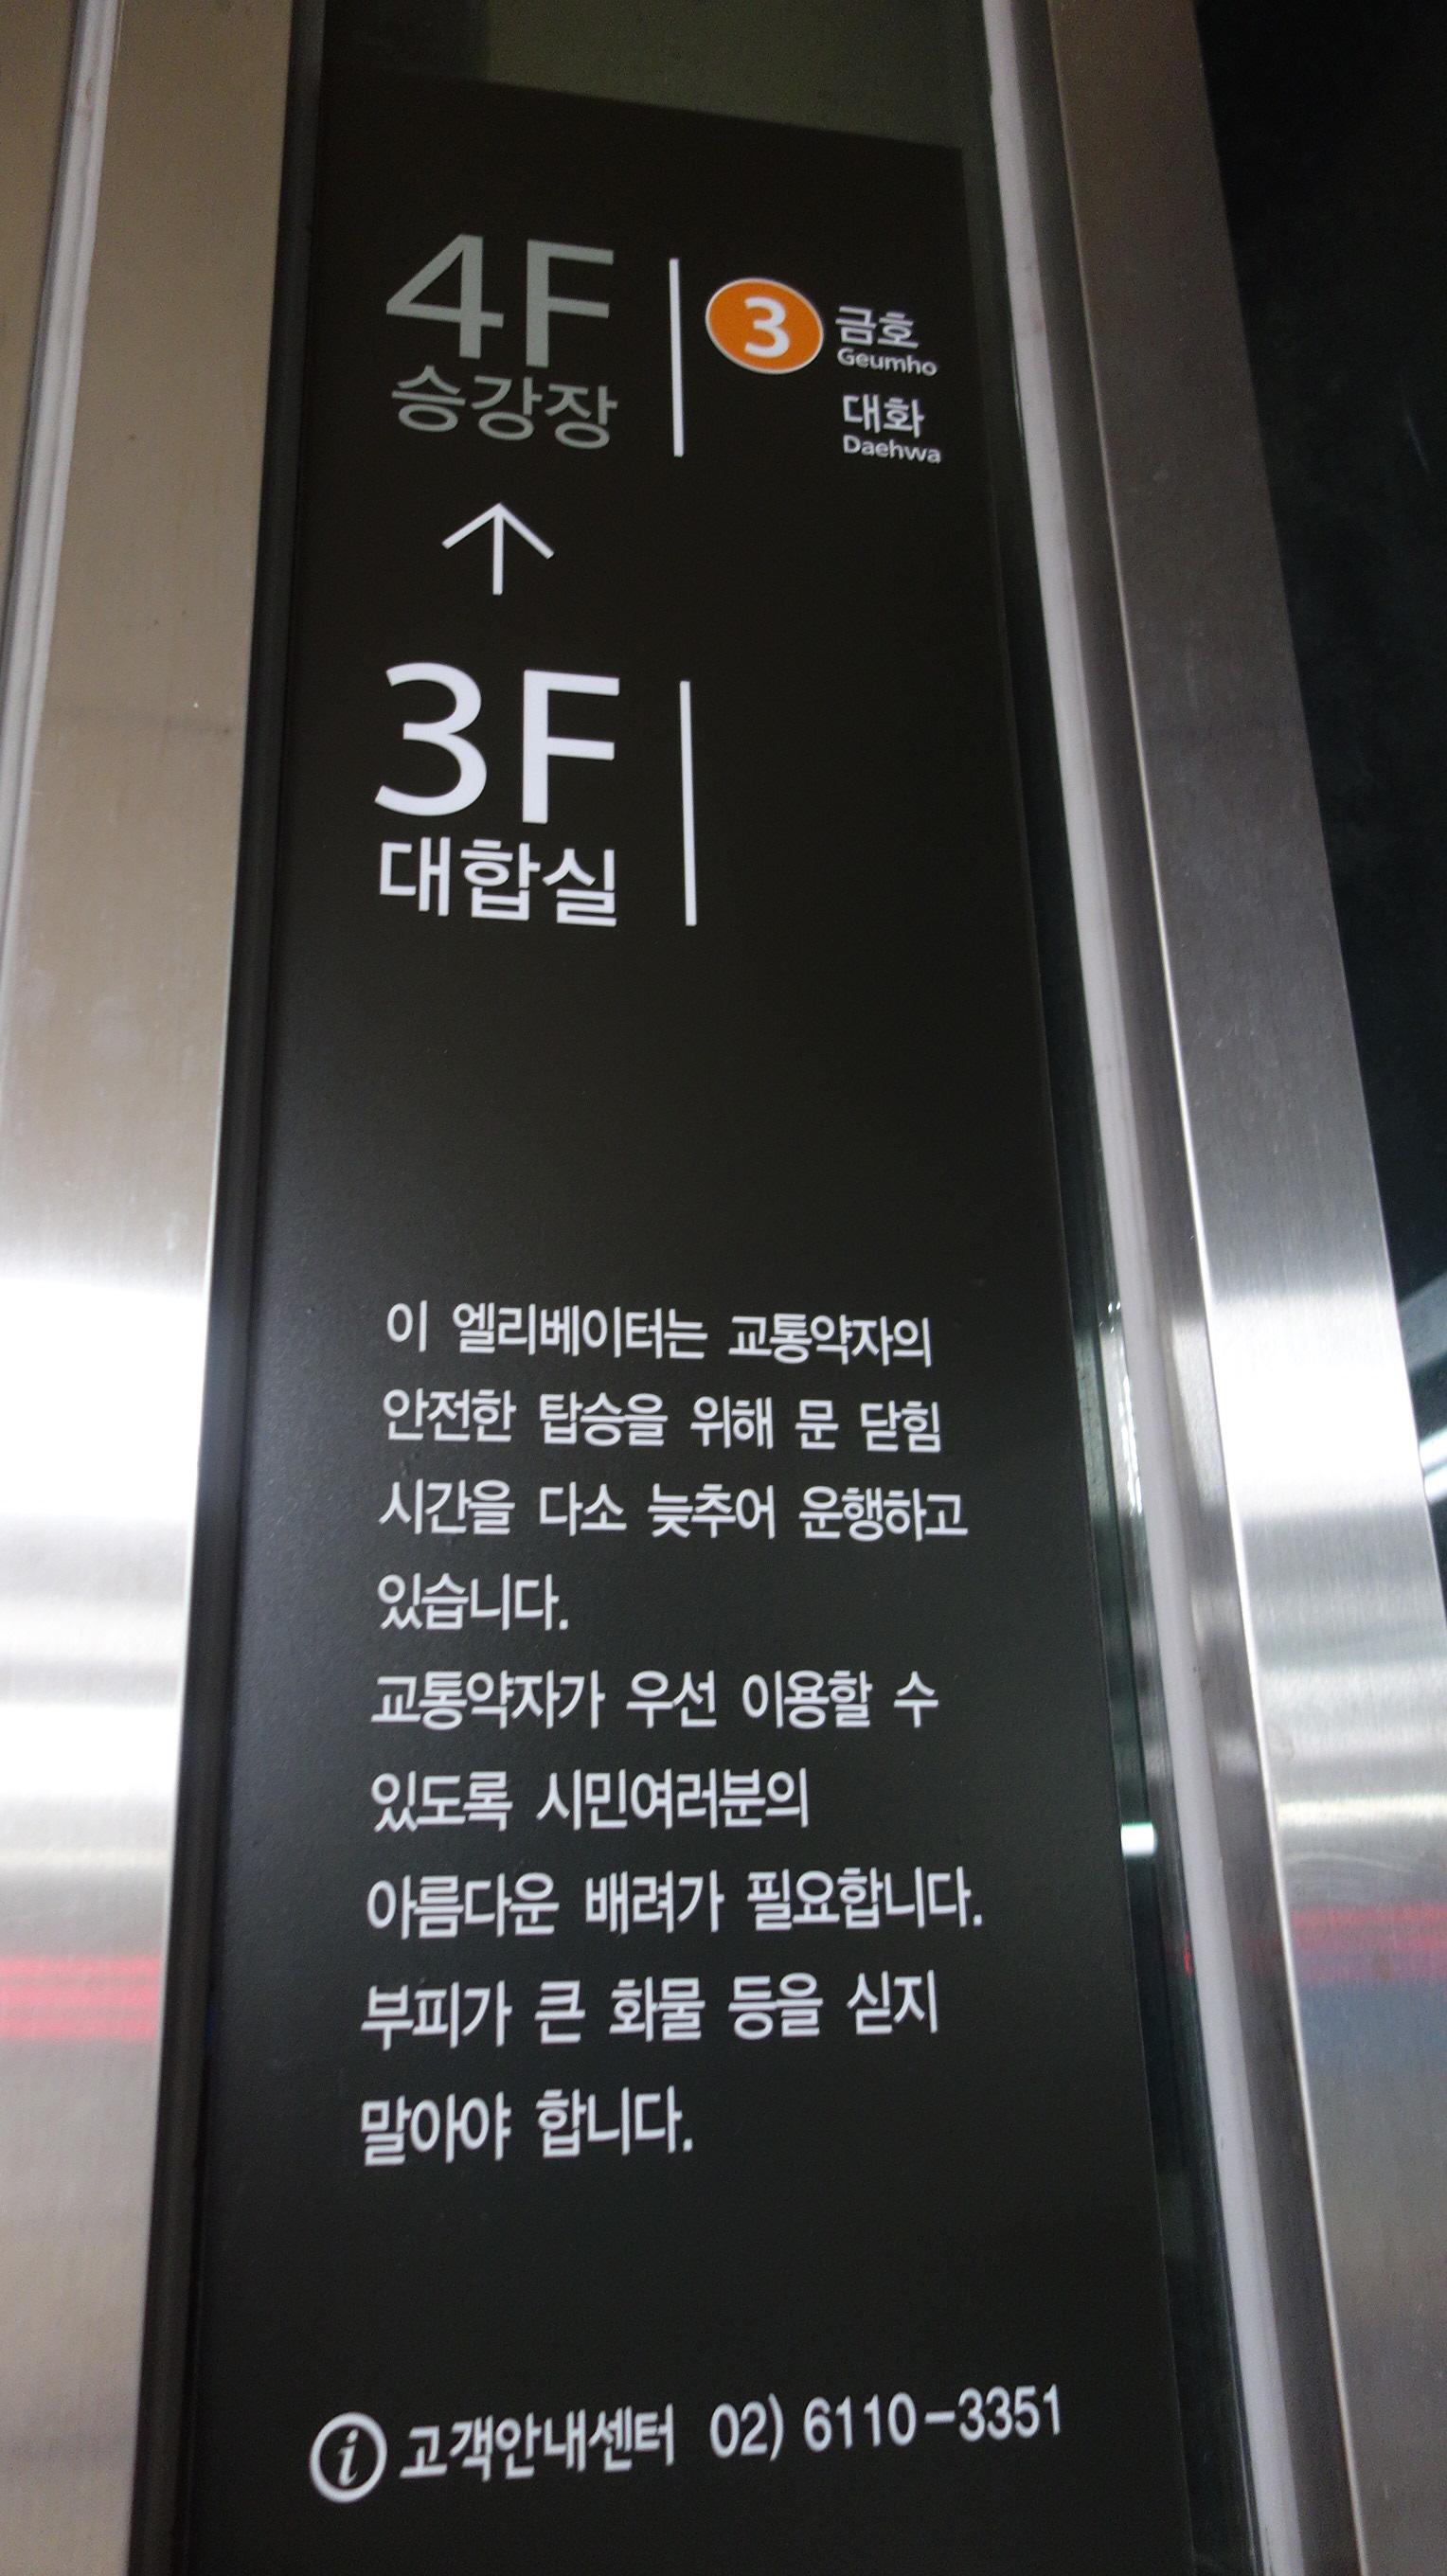 4F
승강장
3
금호
Geumho
대화
Daehwa
↑
3F
대합실
이 엘리베이터는 교통약자의
안전한 탑승을 위해 문 닫힘
시간을 다소 늦추어 운행하고
있습니다.
교통약자가 우선 이용할 수
있도록 시민여러분의
아름다운 배려가 필요합니다.
부피가 큰 화물 등을 싣지
말아야 합니다.
i 고객안내센터 02) 6110-3351